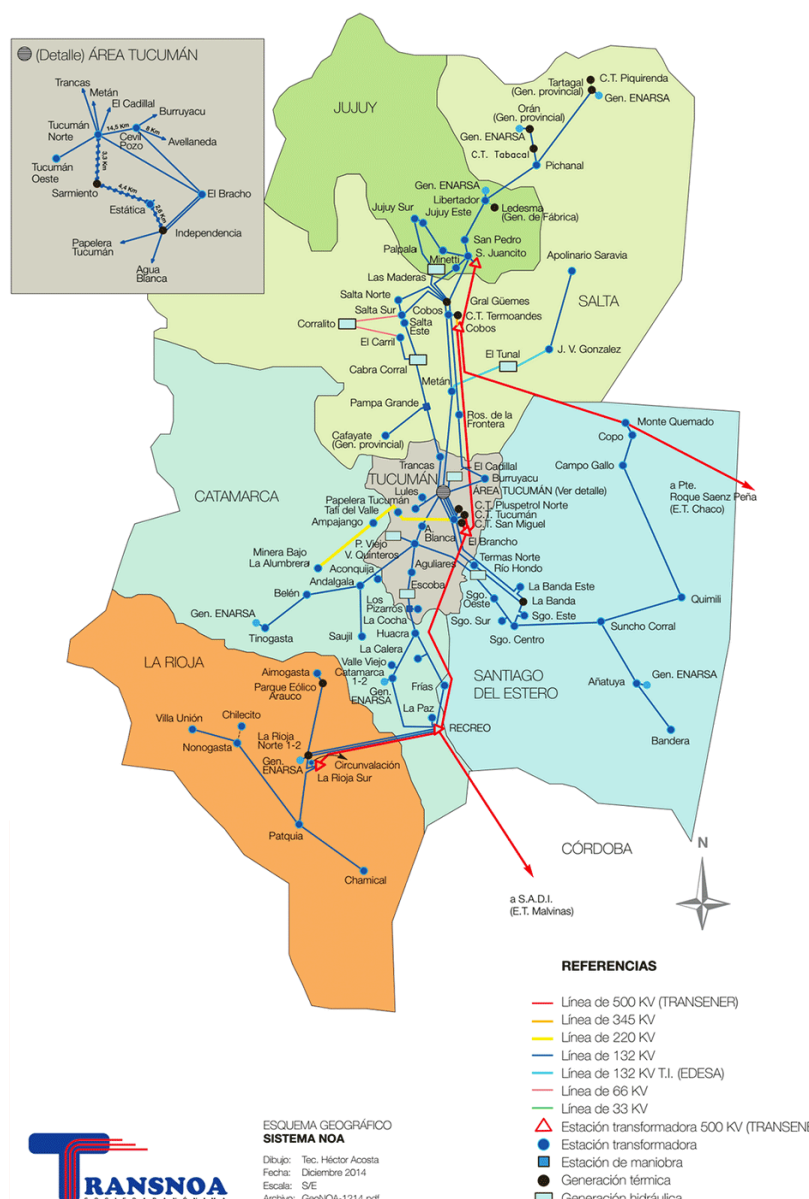 (Detalle) ÁREA TUCUMÁN
Trancas
Metán
El Cadillal
Burruyacu
Tucumán
Norte
14,5 Km
Cevil
Pozo
8 Km
Avellaneda
Tucumán
Oeste
3,3 Km
Sarmiento
4,4 Km
Estática
2,6 Km
El Bracho
Independencia
Papelera
Tucumán
Agua
Blanca
JUJUY
Tartagal
(Gen. provincial)
C.T. Piquirenda
Gen. ENARSA
Orán
(Gen. provincial)
Gen. ENARSA
C.T. Tabacal
Pichanal
Gen. ENARSA
Libertador
Ledesma
(Gen. de Fábrica)
Jujuy Sur
Jujuy Este
San Pedro
Palpala
Minetti
S. Juancito
Apolinario Saravia
Las Maderas
SALTA
Salta Norte
Gral Güemes
Salta Sur
Cobos
C.T. Termoandes
Cobos
Corralito
Salta
Este
El Carril
El Tunal
J. V. Gonzalez
Cabra Corral
Metán
Pampa Grande
Ros. de la
Frontera
Cafayate
(Gen. provincial)
Monte Quemado
Copo
Campo Gallo
Trancas
El Cadillal
TUCUMÁN
Burruyacu
Lules
ÁREA TUCUMÁN (Ver detalle)
a Pte.
Roque Saenz Peña
(E.T. Chaco)
CATAMARCA
Papelera Tucumán
Tafi del Valle
Ampajango
C.T. Pluspetrol Norte
C.T. Tucumán
C.T. San Miguel
A.
Blanca
El Brancho
P. Viejo
V. Quinteros
Minera Bajo
La Alumbrera
Aconquija
Termas Norte
Río Hondo
Andalgala
Aguliares
Belén
Escoba
La Banda Este
La Banda
Sgo.
Oeste
Quimili
Gen. ENARSA
Los
Pizarros
La Cocha
Sgo. Este
Sgo. Sur
Suncho Corral
Tinogasta
Saujil
Huacra
Sgo. Centro
La Calera
LA RIOJA
Valle Viejo
Catamarca
1-2
SANTIAGO
DEL ESTERO
Aimogasta
Parque Eólico
Arauco
Gen.
ENARSA
Frías
Añatuya
Gen. ENARSA
La Paz
Villa Unión
Chilecito
La Rioja
Norte 1-2
RECREO
Bandera
Nonogasta
Gen.
ENARSA
Circunvalación
La Rioja Sur
Patquia
CÓRDOBA
N
Chamical
a S.A.D.I.
(E.T. Malvinas)
REFERENCIAS
Línea de 500 KV (TRANSENER)
Línea de 345 KV
Línea de 220 KV
Línea de 132 KV
Línea de 132 KV T.I. (EDESA)
Línea de 66 KV
Línea de 33 KV
Estación transformadora 500 KV (TRANSENE
Estación transformadora
Estación de maniobra
Generación térmica
Generación hidráulica
ESQUEMA GEOGRÁFICO
SISTEMA NOA
Dibujo: Tec. Héctor Acosta
Fecha: Diciembre 2014
Escala: S/E
Archivo: GeoNOA-1214.pdf
TRANSNOA